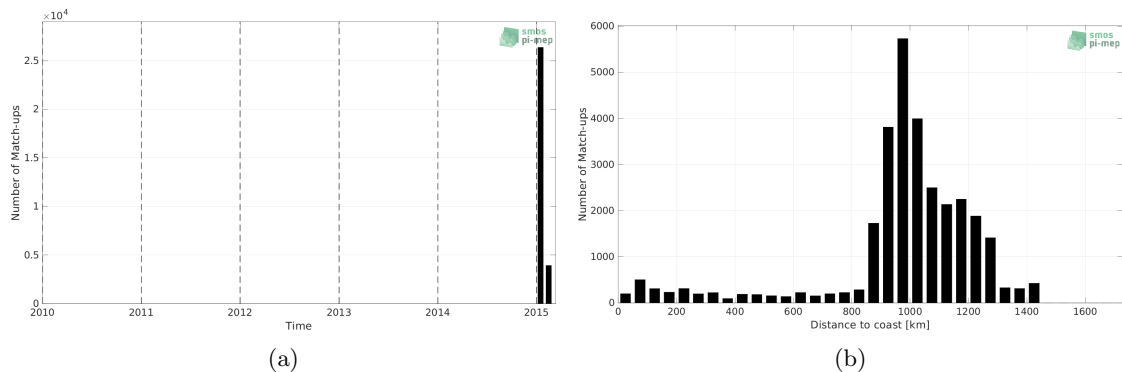 ×10⁴
smos
pi-mep
2.5
2
1.5
1
0.5
0
Number of Match-ups
2010 2011 2012 2013 2014 2015
Time
(a)
smos
pi-mep
6000
5000
4000
3000
2000
1000
0
Number of Match-ups
0 200 400 600 800 1000 1200 1400 1600
Distance to coast [km]
(b)